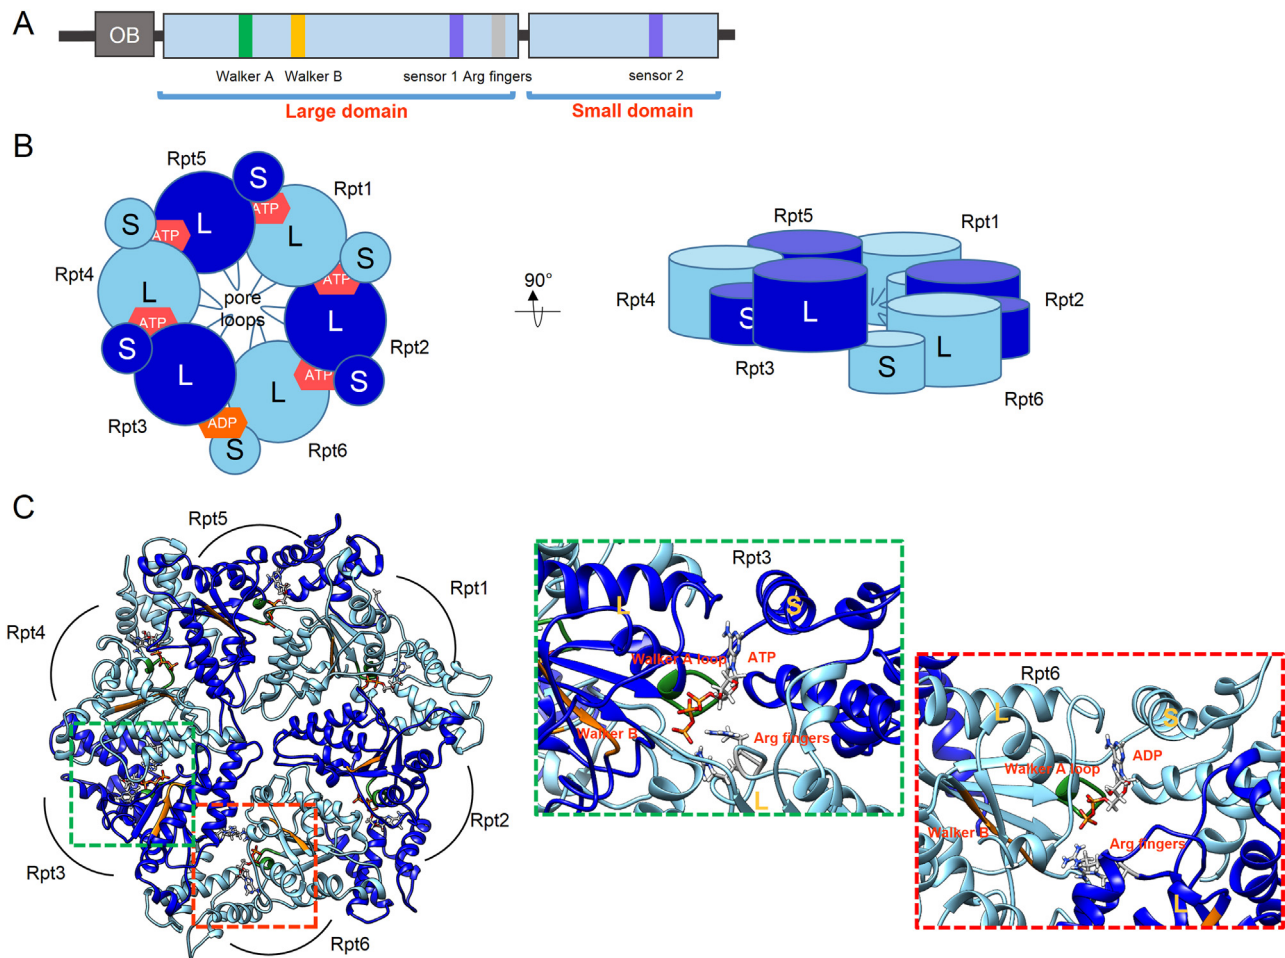 A
OB
Walker A
Walker B
sensor 1
Arg fingers
sensor 2
Large domain
Small domain
B
Rpt5
S
Rpt1
ATP
S
ATP
L
L
S
Rpt4
ATP
L
pore
loops
ATP
L
Rpt2
S
L
L
ATP
S
Rpt3
ADP
S
Rpt6
90°
Rpt5
Rpt1
Rpt4
Rpt2
S
L
L
Rpt3
S
Rpt6
C
Rpt5
Rpt1
Rpt4
Rpt3
Rpt2
Rpt6
Rpt3
L
S
Walker A loop
ATP
Walker B
Arg fingers
L
Rpt6
L
S
ADP
Walker A loop
Walker B
Arg fingers
L